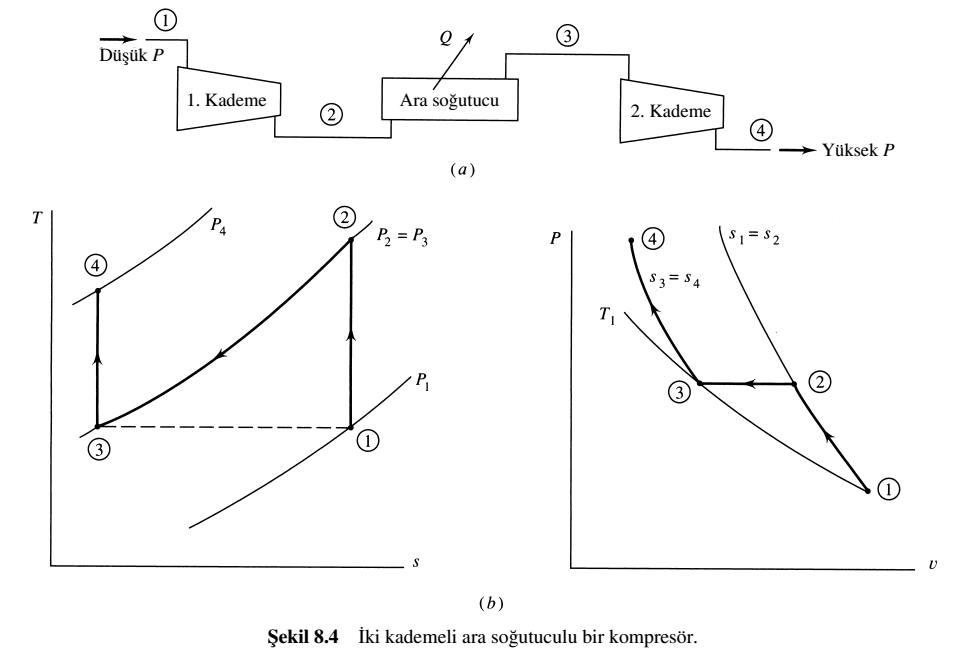 ①
③
Düşük P
Q
1. Kademe
Ara soğutucu
2. Kademe
②
④
Yüksek P
(a)
T
P₄
②
P₂ = P₃
④
P₁
③
①
s
P
④
s₁ = s₂
s₃ = s₄
T₁
③
②
①
υ
(b)
Şekil 8.4 İki kademeli ara soğutuculu bir kompresör.